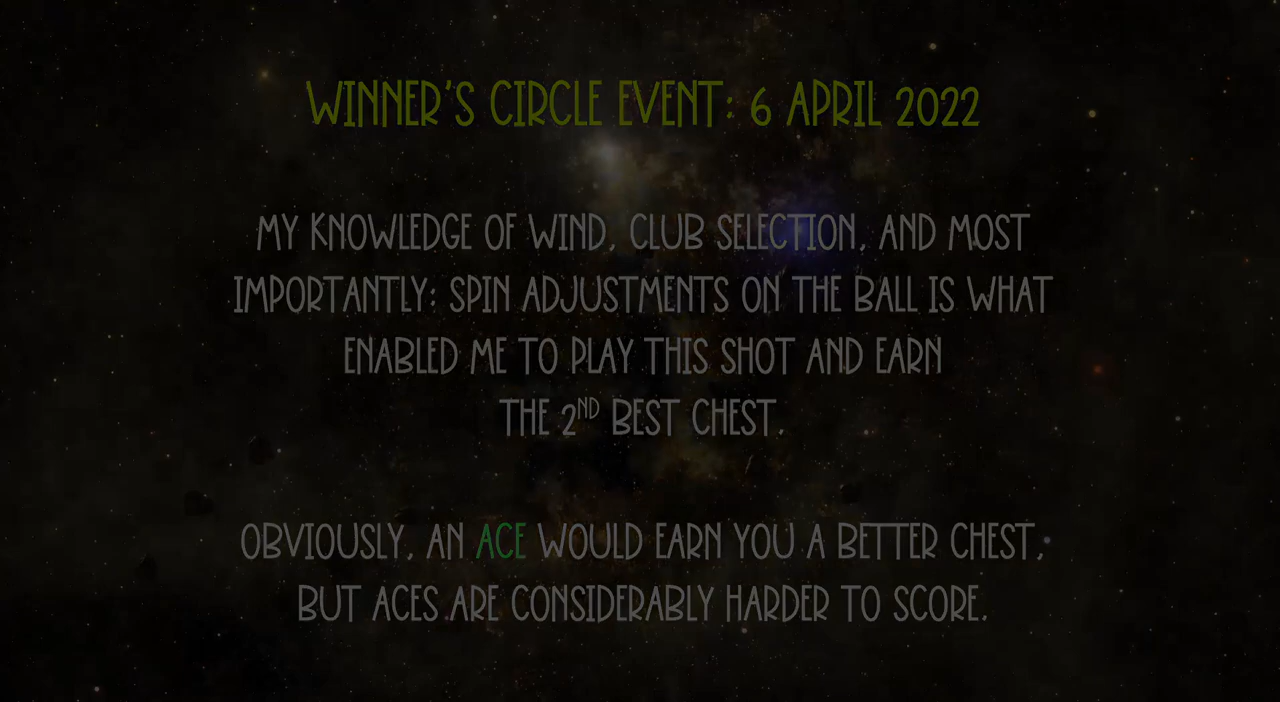 WINNER'S CIRCLE EVENT: 6 APRIL 2022
MY KNOWLEDGE OF WIND, CLUB SELECTION, AND MOST
IMPORTANTLY: SPIN ADJUSTMENTS ON THE BALL IS WHAT
ENABLED ME TO PLAY THIS SHOT AND EARN
THE 2ND BEST CHEST.
OBVIOUSLY, AN ACE WOULD EARN YOU A BETTER CHEST,
BUT ACES ARE CONSIDERABLY HARDER TO SCORE.